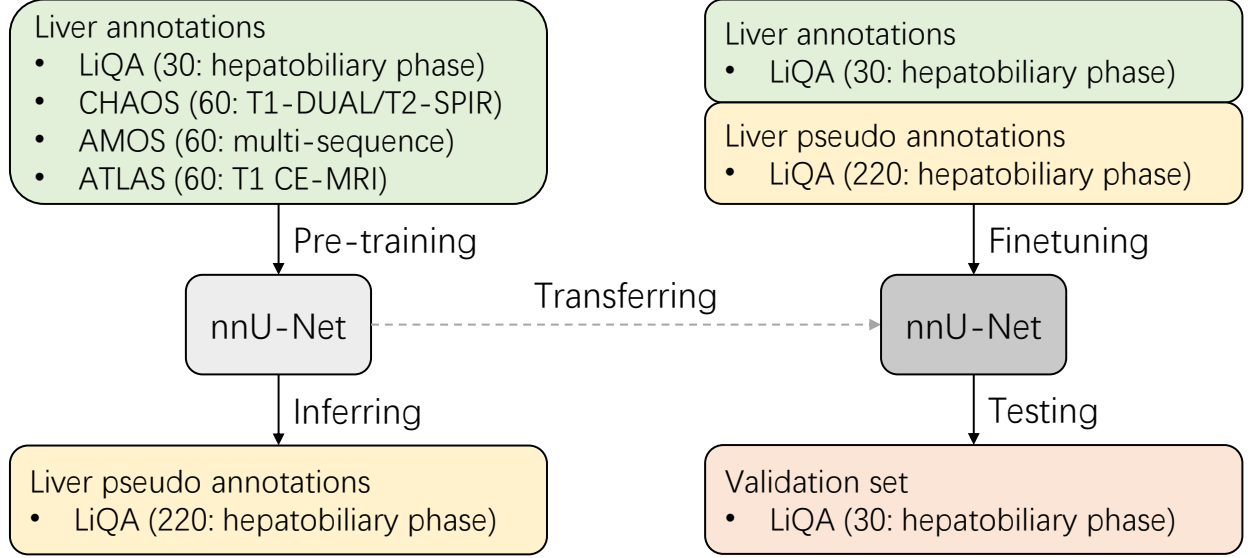 Liver annotations
• LiQA (30: hepatobiliary phase)
• CHAOS (60: T1-DUAL/T2-SPIR)
• AMOS (60: multi-sequence)
• ATLAS (60: T1 CE-MRI)
Pre-training
nnU-Net
Inferring
Liver pseudo annotations
• LiQA (220: hepatobiliary phase)
Transferring
Liver annotations
• LiQA (30: hepatobiliary phase)
Liver pseudo annotations
• LiQA (220: hepatobiliary phase)
Finetuning
nnU-Net
Testing
Validation set
• LiQA (30: hepatobiliary phase)